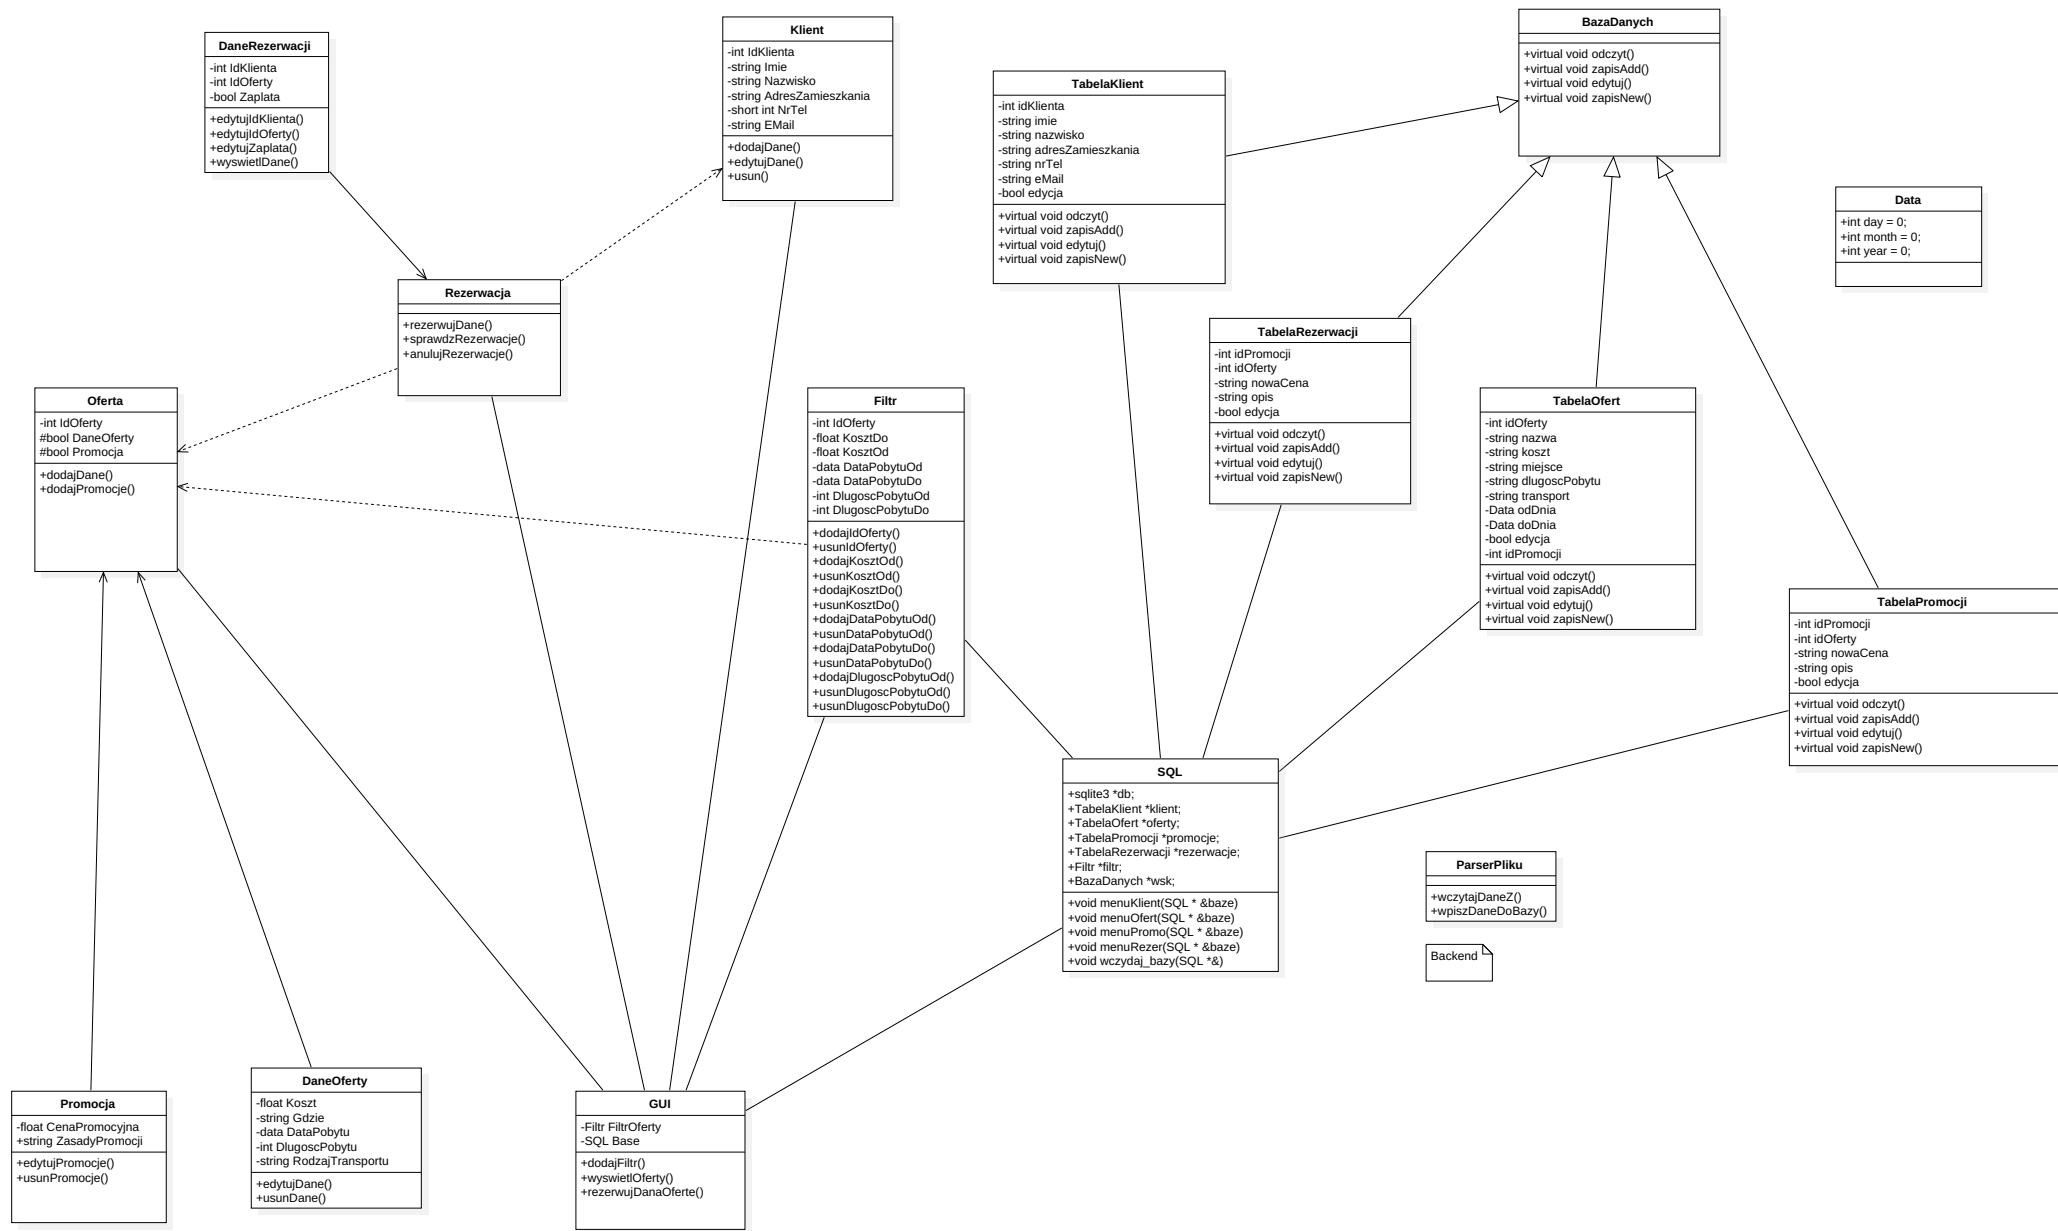 DaneRezerwacji
-int IdKlienta
-int IdOferty
-bool Zaplata
+edytujIdKlienta()
+edytujIdOferty()
+edytujZaplata()
+wyswietlDane()
Klient
-int IdKlienta
-string Imie
-string Nazwisko
-string AdresZamieszkania
-short int NrTel
-string EMail
+dodajDane()
+edytujDane()
+usun()
TabelaKlient
-int idKlienta
-string imie
-string nazwisko
-string adresZamieszkania
-string nrTel
-string eMail
-bool edycja
+virtual void odczyt()
+virtual void zapisAdd()
+virtual void edytuj()
+virtual void zapisNew()
BazaDanych
+virtual void odczyt()
+virtual void zapisAdd()
+virtual void edytuj()
+virtual void zapisNew()
Data
+int day = 0;
+int month = 0;
+int year = 0;
Rezerwacja
+rezerwujDane()
+sprawdzRezerwacje()
+anulujRezerwacje()
TabelaRezerwacji
-int idPromocji
-int idOferty
-string nowaCena
-string opis
-bool edycja
+virtual void odczyt()
+virtual void zapisAdd()
+virtual void edytuj()
+virtual void zapisNew()
Oferta
-int IdOferty
#bool DaneOferty
#bool Promocja
+dodajDane()
+dodajPromocje()
Filtr
-int IdOferty
-float KosztDo
-float KosztOd
-data DataPobytuOd
-data DataPobytuDo
-int DlugoscPobytuOd
-int DlugoscPobytuDo
+dodajIdOferty()
+usunIdOferty()
+dodajKosztOd()
+usunKosztOd()
+dodajKosztDo()
+usunKosztDo()
+dodajDataPobytuOd()
+usunDataPobytuOd()
+dodajDataPobytuDo()
+usunDataPobytuDo()
+dodajDlugoscPobytuOd()
+usunDlugoscPobytuOd()
+usunDlugoscPobytuDo()
TabelaOfert
-int idOferty
-string nazwa
-string koszt
-string miejsce
-string dlugoscPobytu
-string transport
-Data odDnia
-Data doDnia
-bool edycja
-int idPromocji
+virtual void odczyt()
+virtual void zapisAdd()
+virtual void edytuj()
+virtual void zapisNew()
TabelaPromocji
-int idPromocji
-int idOferty
-string nowaCena
-string opis
-bool edycja
+virtual void odczyt()
+virtual void zapisAdd()
+virtual void edytuj()
+virtual void zapisNew()
SQL
+sqlite3 *db;
+TabelaKlient *klient;
+TabelaOfert *oferty;
+TabelaPromocji *promocje;
+TabelaRezerwacji *rezerwacje;
+Filtr *filtr;
+BazaDanych *wsk;
+void menuKlient(SQL * &baze)
+void menuOfert(SQL * &baze)
+void menuPromo(SQL * &baze)
+void menuRezer(SQL * &baze)
+void wczydaj_bazy(SQL *&)
ParserPliku
+wczytajDaneZ()
+wpiszDaneDoBazy()
Backend
Promocja
-float CenaPromocyjna
+string ZasadyPromocji
+edytujPromocje()
+usunPromocje()
DaneOferty
-float Koszt
-string Gdzie
-data DataPobytu
-int DlugoscPobytu
-string RodzajTransportu
+edytujDane()
+usunDane()
GUI
-Filtr FiltrOferty
-SQL Base
+dodajFiltr()
+wyswietlOferty()
+rezerwujDanaOferte()